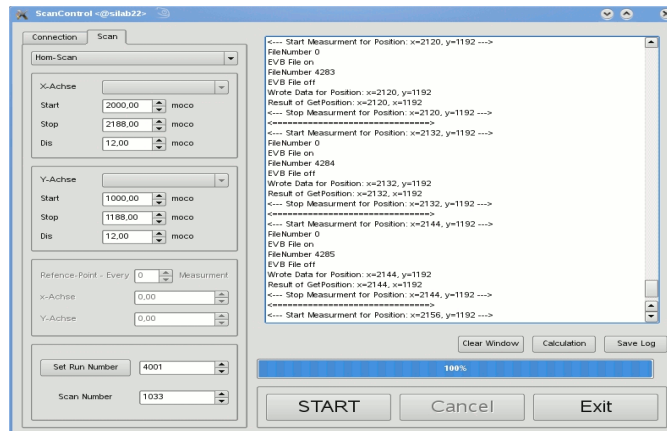 ScanControl <@silab22>
Connection Scan
Hom-Scan
X-Achse
Start 2000,00 moco
Stop 2188,00 moco
Dis 12,00 moco
Y-Achse
Start 1000,00 moco
Stop 1188,00 moco
Dis 12,00 moco
Refence-Point - Every 0 Measurment
x-Achse 0,00
Y-Achse 0,00
Set Run Number 4001
Scan Number 1033
<--- Start Measurment for Position: x=2120, y=1192 --->
FileNumber 0
EVB File on
FileNumber 4283
EVB File off
Wrote Data for Position: x=2120, y=1192
Result of GetPosition: x=2120, x=1192
<--- Stop Measurment for Position: x=2120, y=1192 --->
<==============================>
<--- Start Measurment for Position: x=2132, y=1192 --->
FileNumber 0
EVB File on
FileNumber 4284
EVB File off
Wrote Data for Position: x=2132, y=1192
Result of GetPosition: x=2132, x=1192
<--- Stop Measurment for Position: x=2132, y=1192 --->
<==============================>
<--- Start Measurment for Position: x=2144, y=1192 --->
FileNumber 0
EVB File on
FileNumber 4285
EVB File off
Wrote Data for Position: x=2144, y=1192
Result of GetPosition: x=2144, x=1192
<--- Stop Measurment for Position: x=2144, y=1192 --->
<==============================>
<--- Start Measurment for Position: x=2156, y=1192 --->
Clear Window Calculation Save Log
100%
START Cancel Exit